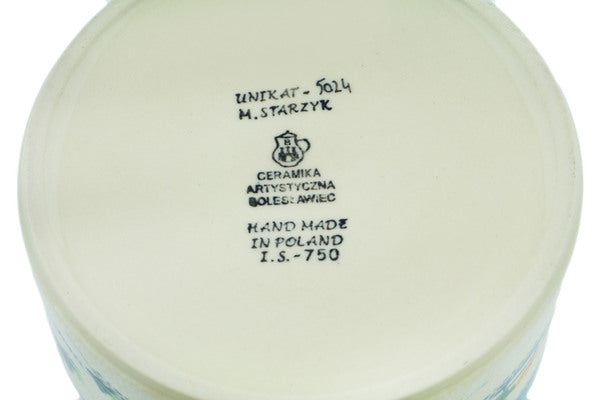 UNIKAT - 5024
M. STARZYK
B
CERAMIKA
ARTYSTYCZNA
BOLESŁAWIEC
HAND MADE
IN POLAND
I.S.-750